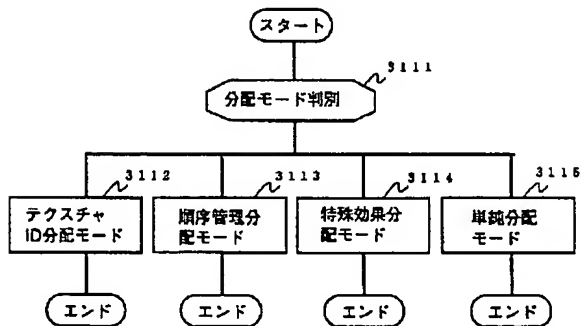 スタート
3111
分配モード判別
3112
3113
3114
3115
テクスチャ
ID分配モード
順序管理分
配モード
特殊効果分
配モード
単純分配
モード
エンド
エンド
エンド
エンド